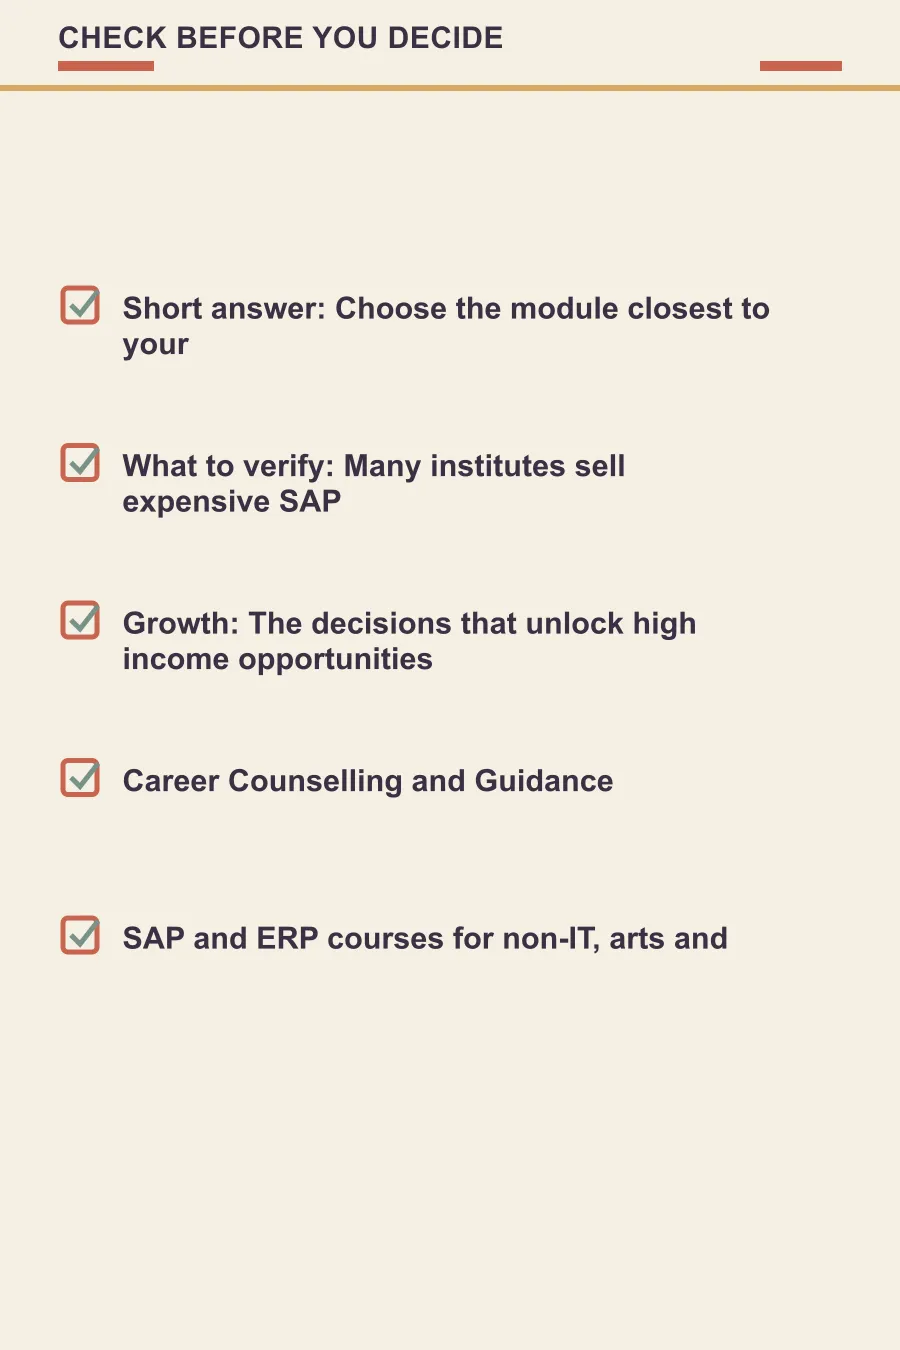 CHECK BEFORE YOU DECIDE
Short answer: Choose the module closest to
your
What to verify: Many institutes sell
expensive SAP
Growth: The decisions that unlock high
income opportunities
Career Counselling and Guidance
SAP and ERP courses for non-IT, arts and